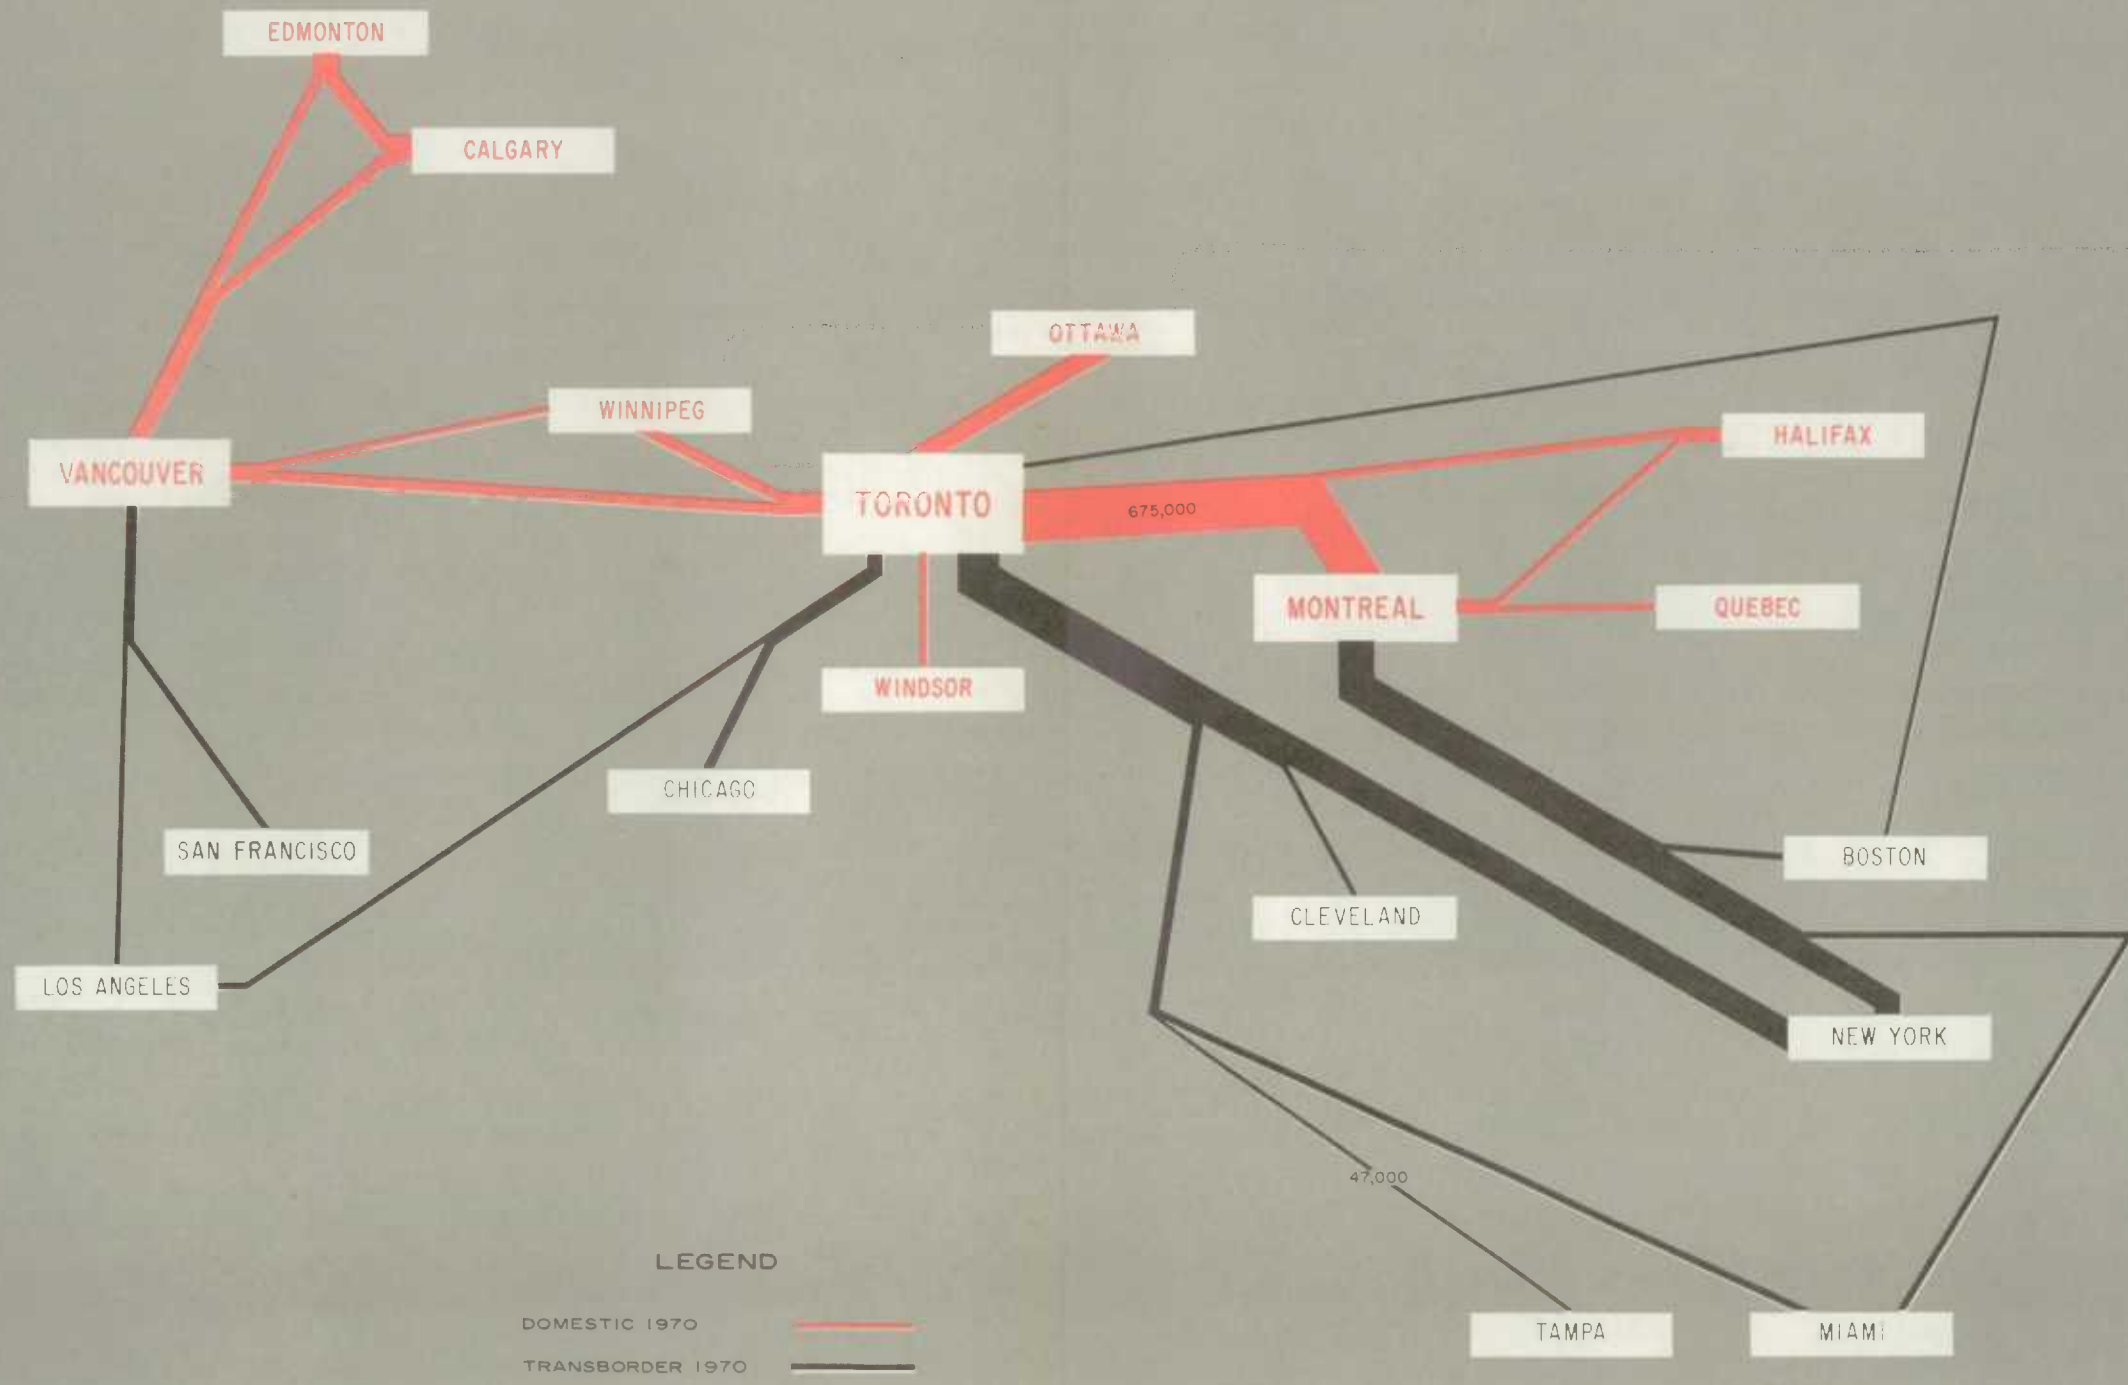 EDMONTON
CALGARY
OTTAWA
WINNIPEG
HALIFAX
VANCOUVER
TORONTO
675,000
MONTREAL
QUEBEC
WINDSOR
CHICAGO
SAN FRANCISCO
BOSTON
CLEVELAND
LOS ANGELES
NEW YORK
47,000
LEGEND
DOMESTIC 1970
TRANSBORDER 1970
TAMPA
MIAMI